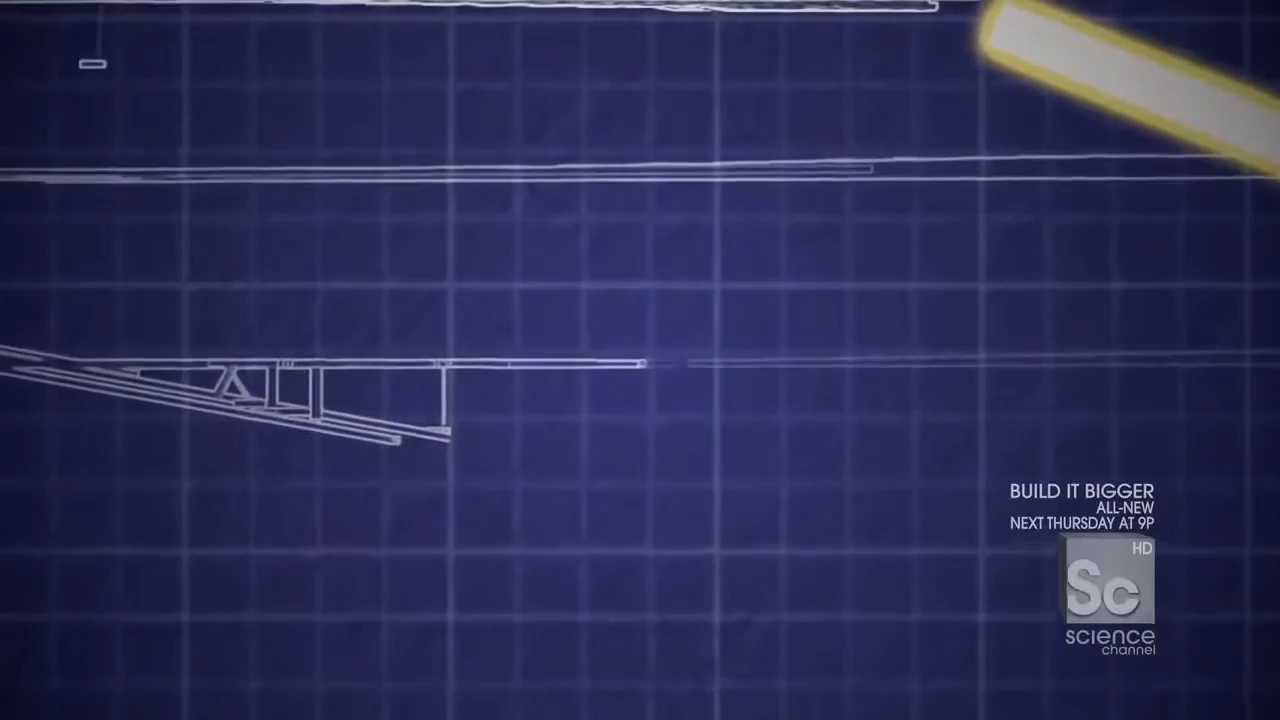 BUILD IT BIGGER
ALL-NEW
NEXT THURSDAY AT 9P
HD
Sc
science
channel